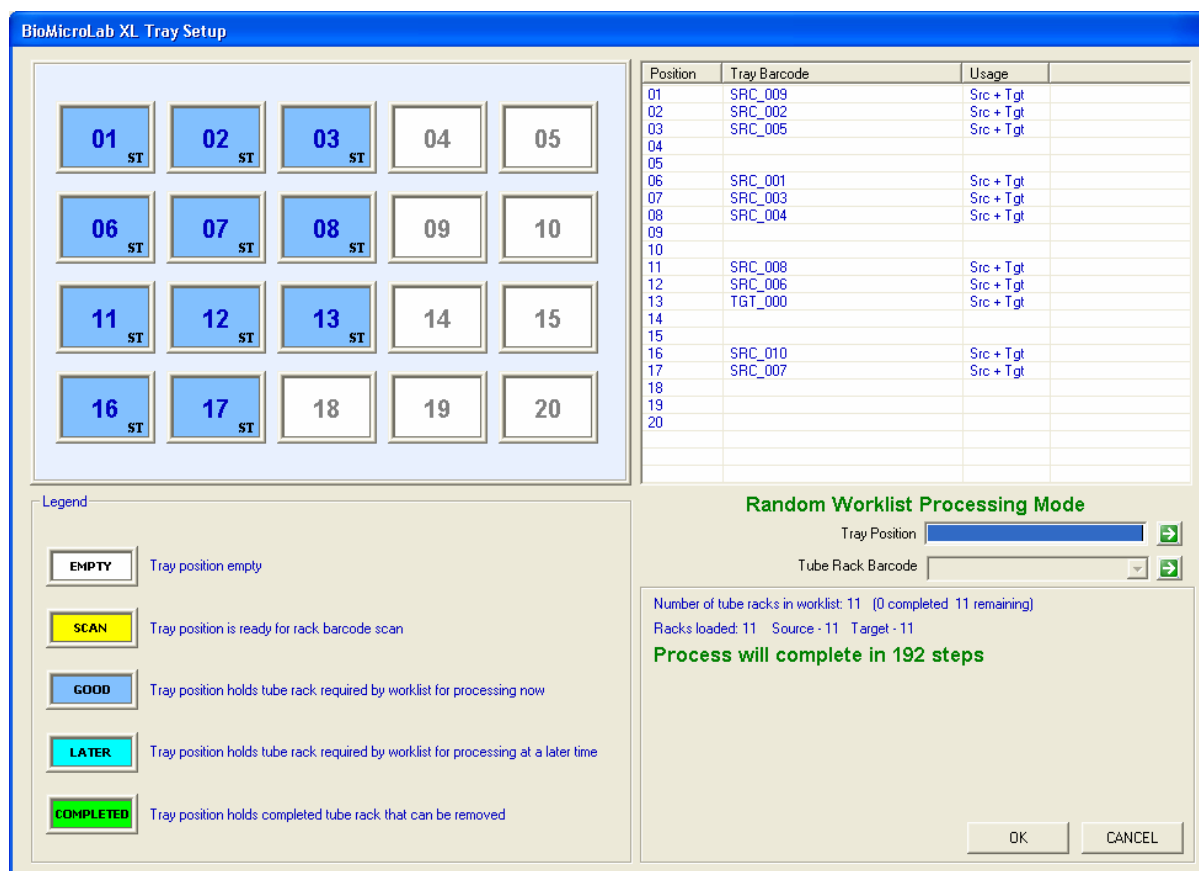 BioMicroLab XL Tray Setup
01 ST 02 ST 03 ST 04 05
06 ST 07 ST 08 ST 09 10
11 ST 12 ST 13 ST 14 15
16 ST 17 ST 18 19 20
Position Tray Barcode Usage
01 SRC_009 Src + Tgt
02 SRC_002 Src + Tgt
03 SRC_005 Src + Tgt
04
05
06 SRC_001 Src + Tgt
07 SRC_003 Src + Tgt
08 SRC_004 Src + Tgt
09
10
11 SRC_008 Src + Tgt
12 SRC_006 Src + Tgt
13 TGT_000 Src + Tgt
14
15
16 SRC_010 Src + Tgt
17 SRC_007 Src + Tgt
18
19
20
Legend
EMPTY Tray position empty
SCAN Tray position is ready for rack barcode scan
GOOD Tray position holds tube rack required by worklist for processing now
LATER Tray position holds tube rack required by worklist for processing at a later time
COMPLETED Tray position holds completed tube rack that can be removed
Random Worklist Processing Mode
Tray Position
Tube Rack Barcode
Number of tube racks in worklist: 11 (0 completed 11 remaining)
Racks loaded: 11 Source - 11 Target - 11
Process will complete in 192 steps
OK CANCEL